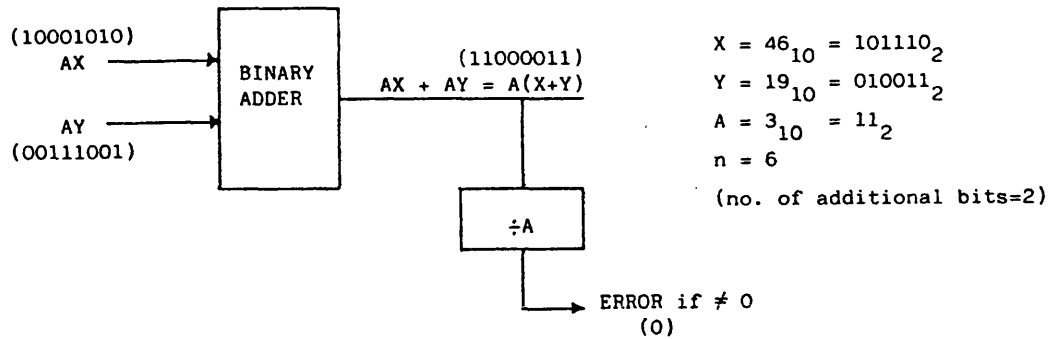 (10001010)
AX
AY
(00111001)
BINARY
ADDER
(11000011)
AX + AY = A(X+Y)
÷A
ERROR if ≠ 0
(0)
X = 46₁₀ = 101110₂
Y = 19₁₀ = 010011₂
A = 3₁₀ = 11₂
n = 6
(no. of additional bits=2)